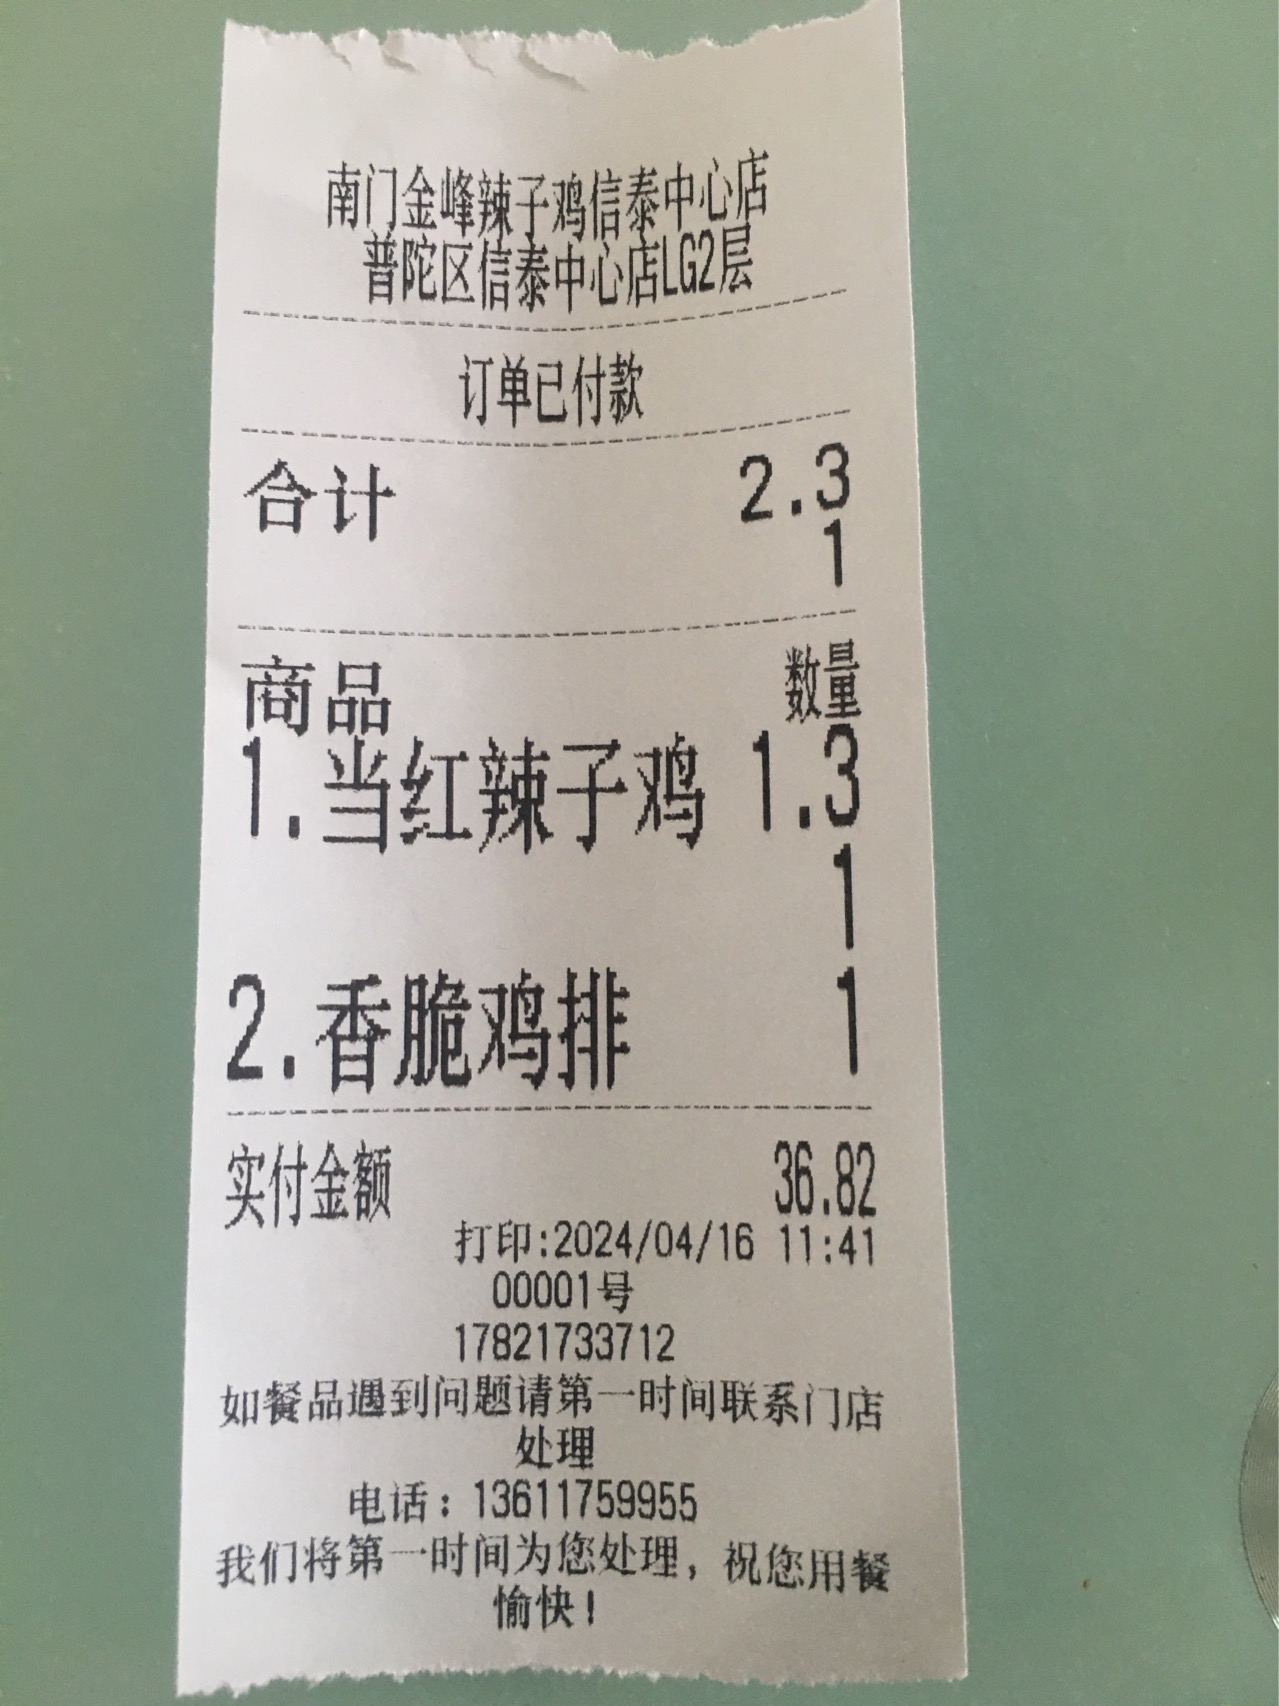 南门金峰辣子鸡信泰中心店
普陀区信泰中心店LG2层
订单已付款
合计 2.3
1
商品 数量
1.当红辣子鸡 1.3
1
2.香脆鸡排 1
实付金额 36.82
打印:2024/04/16 11:41
00001号
17821733712
如餐品遇到问题请第一时间联系门店
处理
电话：13611759955
我们将第一时间为您处理，祝您用餐
愉快！